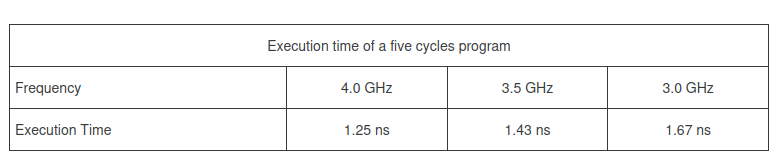 Execution time of a five cycles program
Frequency 4.0 GHz 3.5 GHz 3.0 GHz
Execution Time 1.25 ns 1.43 ns 1.67 ns